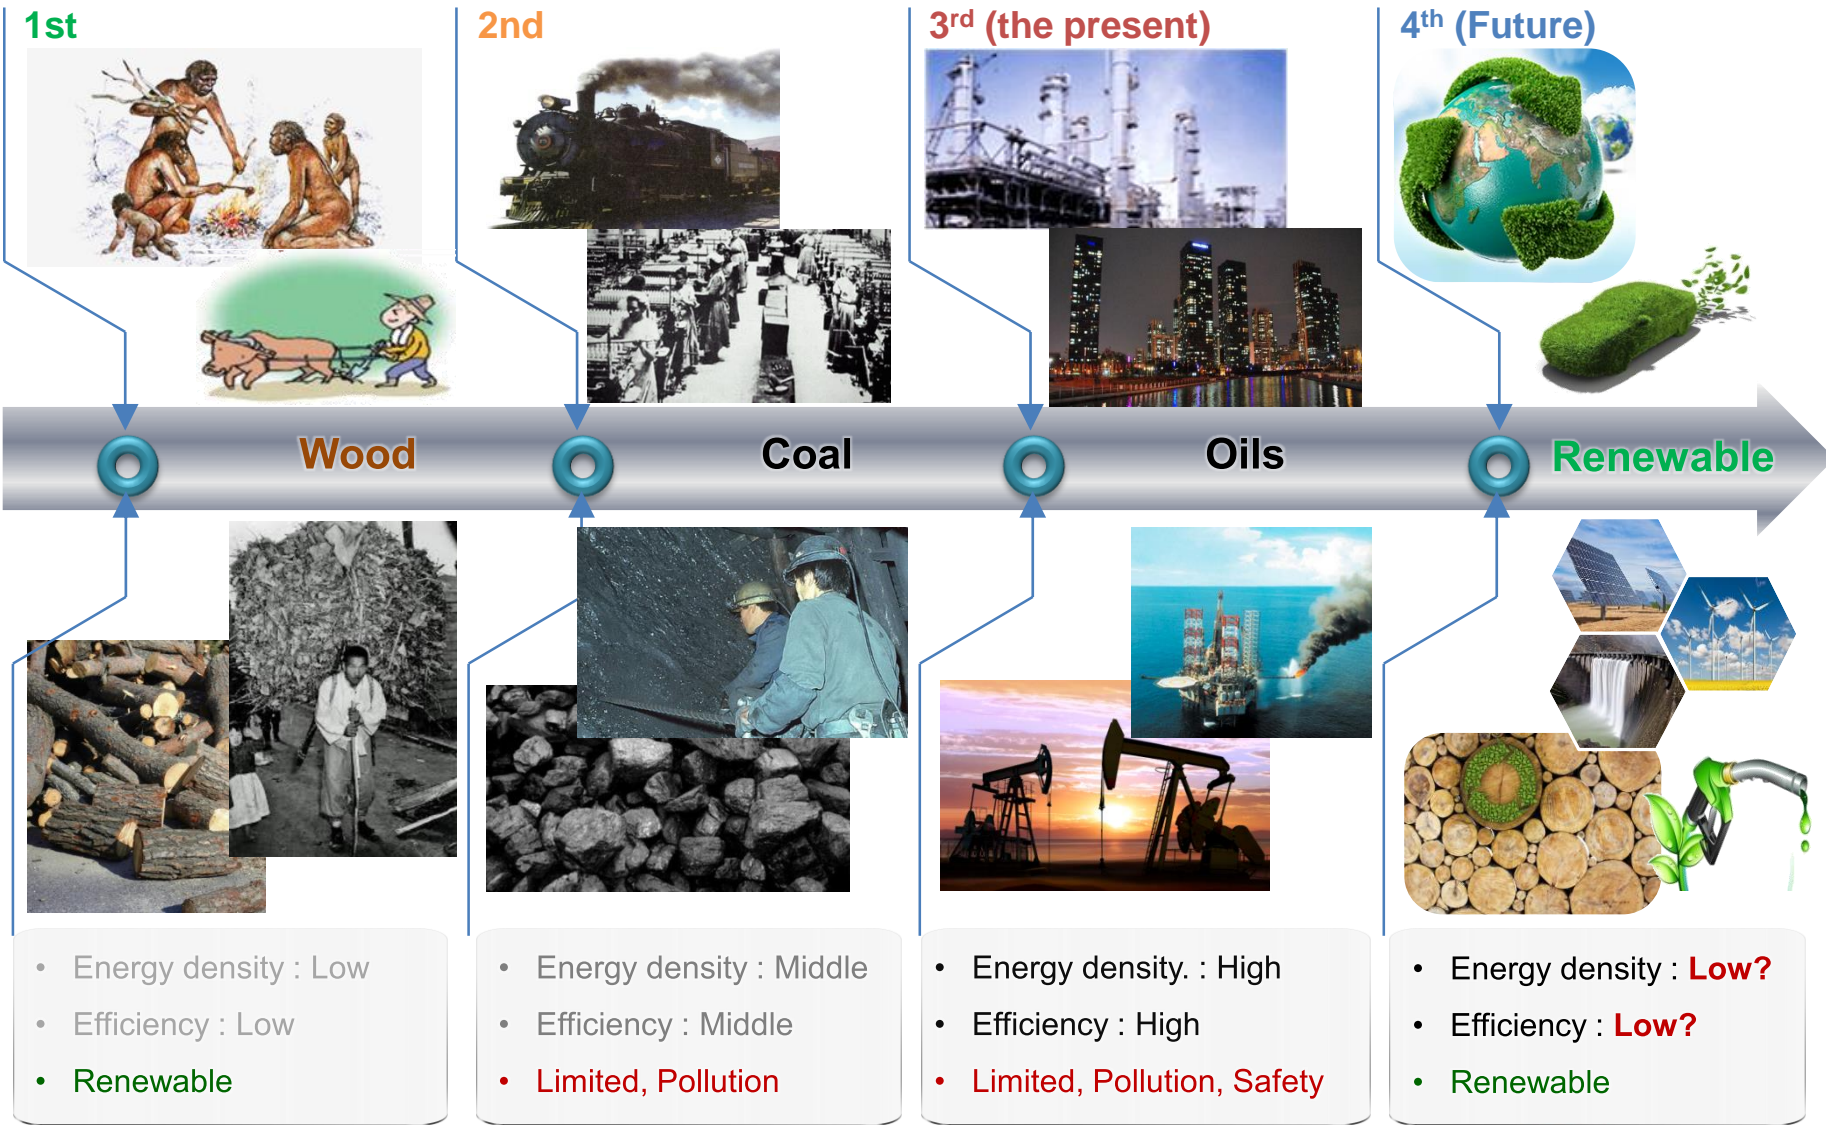 1st
2nd
3rd (the present)
4th (Future)
Wood
Coal
Oils
Renewable
• Energy density : Low
• Efficiency : Low
• Renewable
• Energy density : Middle
• Efficiency : Middle
• Limited, Pollution
• Energy density. : High
• Efficiency : High
• Limited, Pollution, Safety
• Energy density : Low?
• Efficiency : Low?
• Renewable